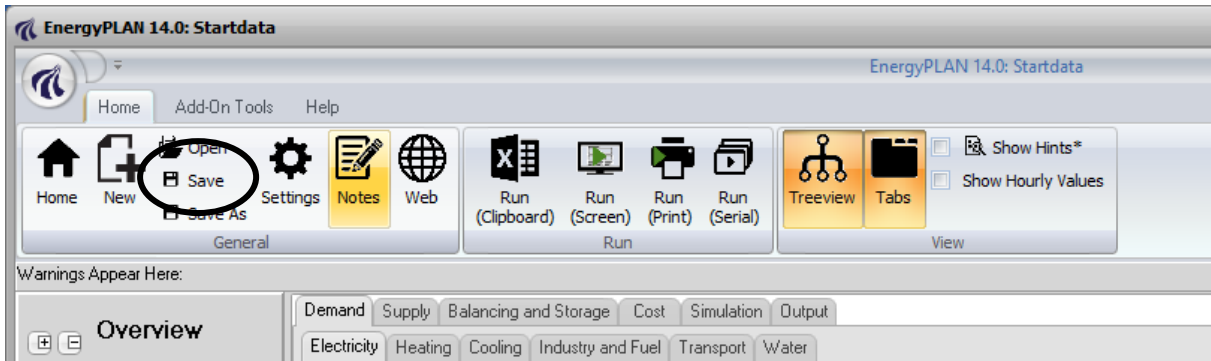 EnergyPLAN 14.0: Startdata
EnergyPLAN 14.0: Startdata
Home Add-On Tools Help
Open
Save
Save As
Home New Settings Notes Web
Run (Clipboard)
Run (Screen)
Run (Print)
Run (Serial)
Treeview Tabs
Show Hints*
Show Hourly Values
General Run View
Warnings Appear Here:
Overview
Demand Supply Balancing and Storage Cost Simulation Output
Electricity Heating Cooling Industry and Fuel Transport Water